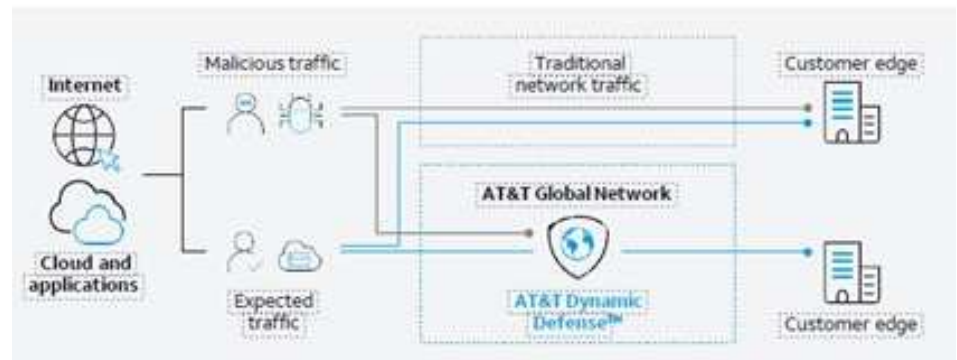 Internet
Cloud and
applications
Malicious traffic
Expected
traffic
Traditional
network traffic
AT&T Global Network
AT&T Dynamic
Defense™
Customer edge
Customer edge